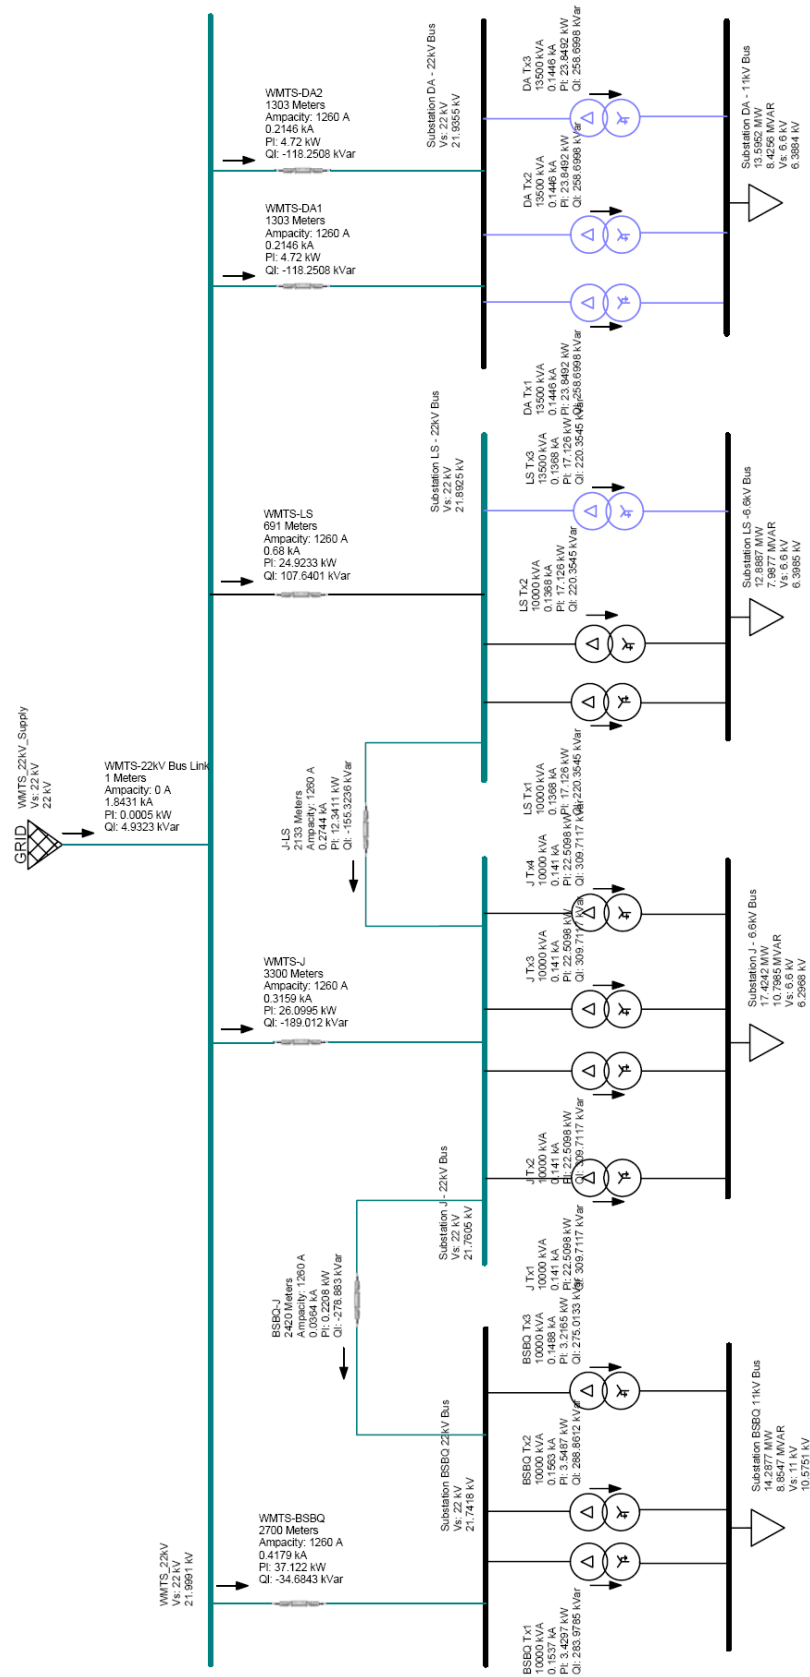 WMTS-DA2
1303 Meters
Ampacity: 1260 A
0.2146 kA
Pl: 4.72 kW
Ql: -118.2508 kVar
WMTS-DA1
1303 Meters
Ampacity: 1260 A
0.2146 kA
Pl: 4.72 kW
Ql: -118.2508 kVar
Substation DA - 22kV Bus
Vs: 22 kV
21.9355 kV
DA Tx3
13500 kVA
0.1446 kA
Pl: 23.8492 kW
Ql: 258.6998 kVar
DA Tx2
13500 kVA
0.1446 kA
Pl: 23.8492 kW
Ql: 258.6998 kVar
DA Tx1
13500 kVA
0.1446 kA
Pl: 23.8492 kW
Ql: 258.6998 kVar
Substation DA - 11kV Bus
13.5952 MW
8.4256 MVAR
Vs: 6.6 kV
6.3884 kV
WMTS-LS
691 Meters
Ampacity: 1260 A
0.68 kA
Pl: 24.9233 kW
Ql: 107.6401 kVar
Substation LS - 22kV Bus
Vs: 22 kV
21.8925 kV
LS Tx3
13500 kVA
0.1368 kA
Pl: 17.126 kW
Ql: 220.3545 kVar
LS Tx2
10000 kVA
0.1368 kA
Pl: 17.126 kW
Ql: 220.3545 kVar
LS Tx1
10000 kVA
0.1368 kA
Pl: 17.126 kW
Ql: 220.3545 kVar
Substation LS -6.6kV Bus
12.8887 MW
7.9877 MVAR
Vs: 6.6 kV
6.3985 kV
WMTS_22kV_Supply
Vs: 22 kV
22 kV
GRID
WMTS-22kV Bus Link
1 Meters
Ampacity: 0 A
1.8431 kA
Pl: 0.0005 kW
Ql: 4.9323 kVar
J-LS
2133 Meters
Ampacity: 1260 A
0.2744 kA
Pl: 12.3411 kW
Ql: -155.3236 kVar
WMTS-J
3300 Meters
Ampacity: 1260 A
0.3159 kA
Pl: 26.0995 kW
Ql: -189.012 kVar
J Tx4
10000 kVA
0.141 kA
Pl: 22.5098 kW
Ql: 309.7117 kVar
J Tx3
10000 kVA
0.141 kA
Pl: 22.5098 kW
Ql: 309.7117 kVar
J Tx2
10000 kVA
0.141 kA
Pl: 22.5098 kW
Ql: 309.7117 kVar
J Tx1
10000 kVA
0.141 kA
Pl: 22.5098 kW
Ql: 309.7117 kVar
Substation J - 6.6kV Bus
17.4242 MW
10.7985 MVAR
Vs: 6.6 kV
6.2968 kV
Substation J - 22kV Bus
Vs: 22 kV
21.7605 kV
BSBQ-J
2420 Meters
Ampacity: 1260 A
0.0364 kA
Pl: 0.2208 kW
Ql: -278.883 kVar
WMTS_22kV
Vs: 22 kV
21.9991 kV
WMTS-BSBQ
2700 Meters
Ampacity: 1260 A
0.4179 kA
Pl: 37.122 kW
Ql: -34.6843 kVar
Substation BSBQ 22kV Bus
Vs: 22 kV
21.7418 kV
BSBQ Tx3
10000 kVA
0.1488 kA
Pl: 3.2165 kW
Ql: 275.0133 kVar
BSBQ Tx2
10000 kVA
0.1563 kA
Pl: 3.5487 kW
Ql: 288.8612 kVar
BSBQ Tx1
10000 kVA
0.1537 kA
Pl: 3.4297 kW
Ql: 283.9785 kVar
Substation BSBQ 11kV Bus
14.2877 MW
8.8547 MVAR
Vs: 11 kV
10.5751 kV